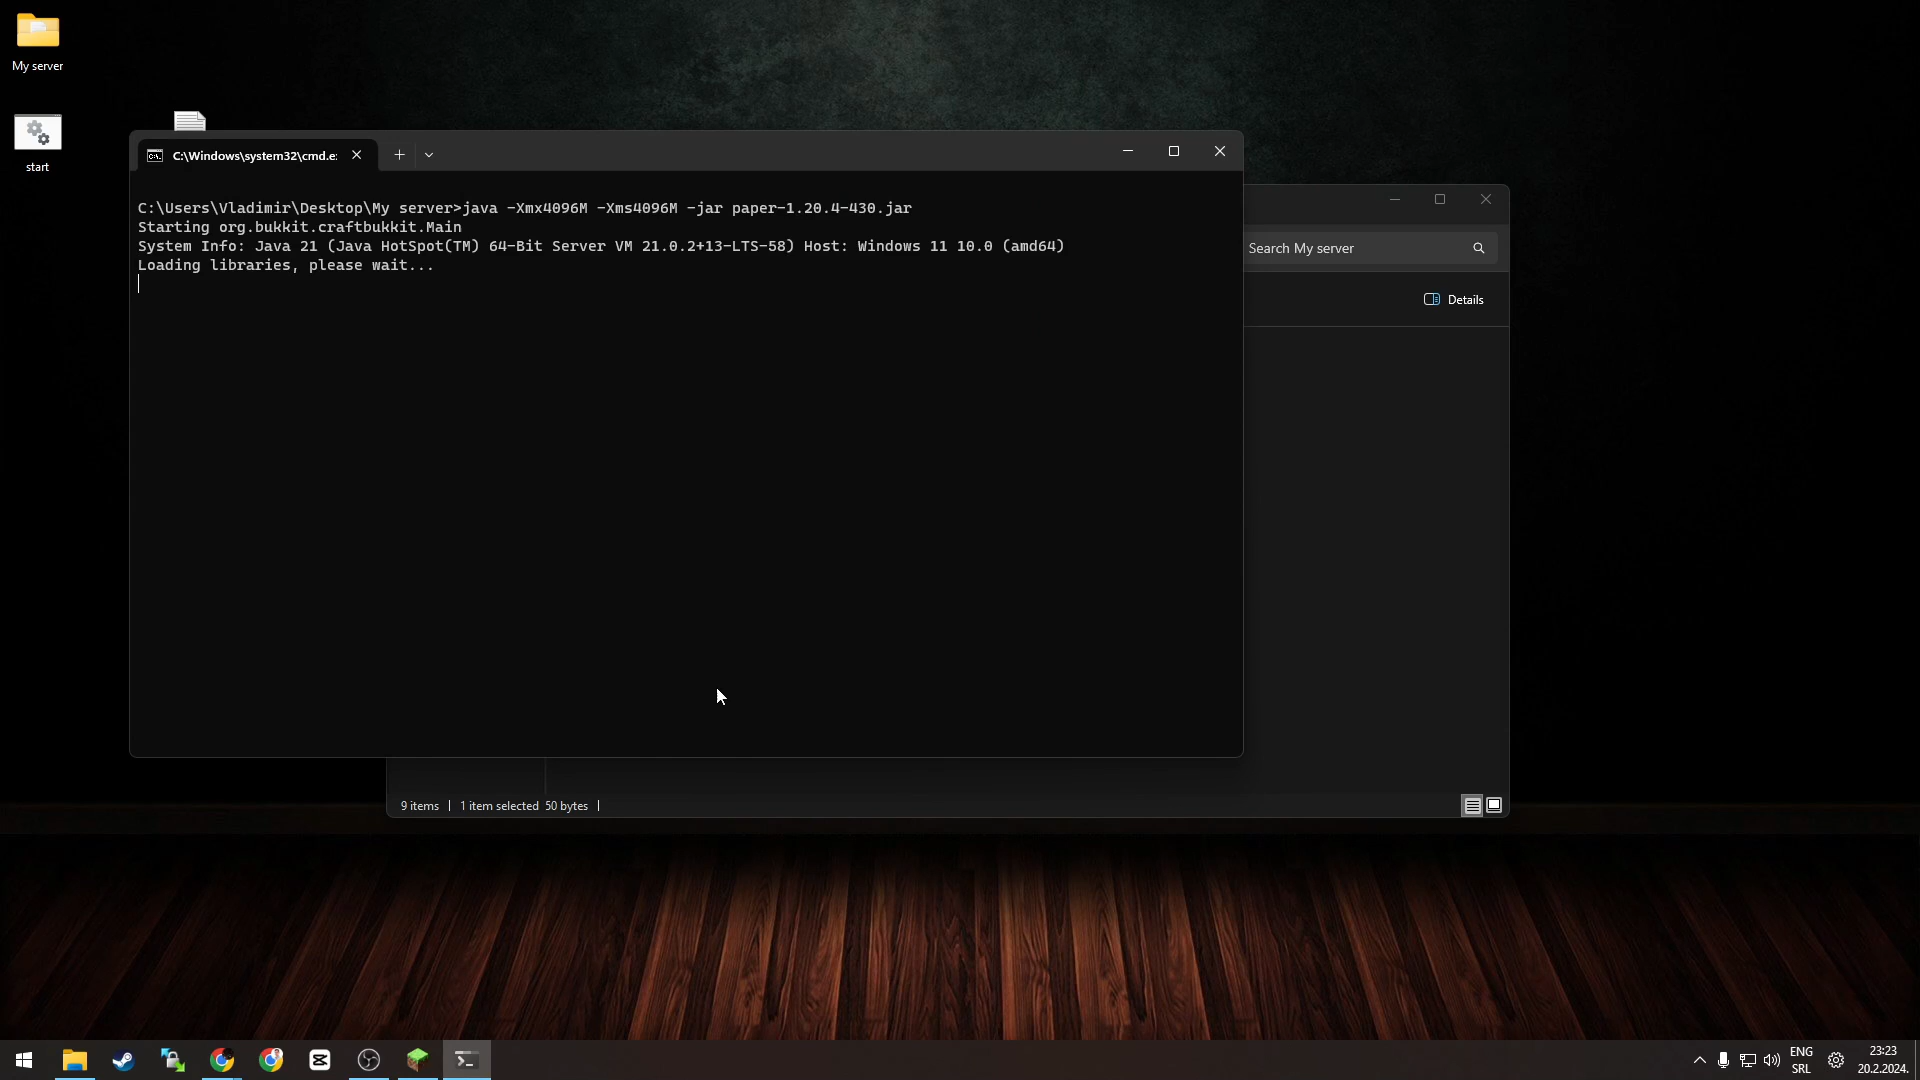 My server
start
C:\Windows\system32\cmd.e:
C:\Users\Vladimir\Desktop\My server>java -Xmx4096M -Xms4096M -jar paper-1.20.4-430.jar
Starting org.bukkit.craftbukkit.Main
System Info: Java 21 (Java HotSpot(TM) 64-Bit Server VM 21.0.2+13-LTS-58) Host: Windows 11 10.0 (amd64)
Loading libraries, please wait...
Search My server
Details
9 items | 1 item selected 50 bytes |
ENG
SRL
23:23
20.2.2024.